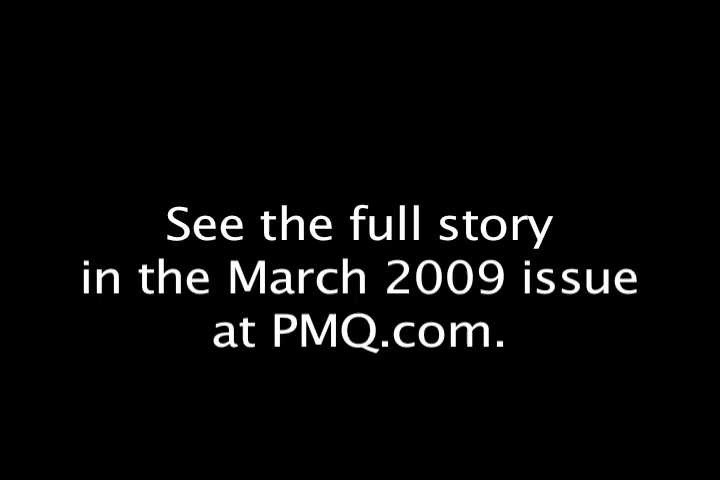 See the full story
in the March 2009 issue
at PMQ.com.